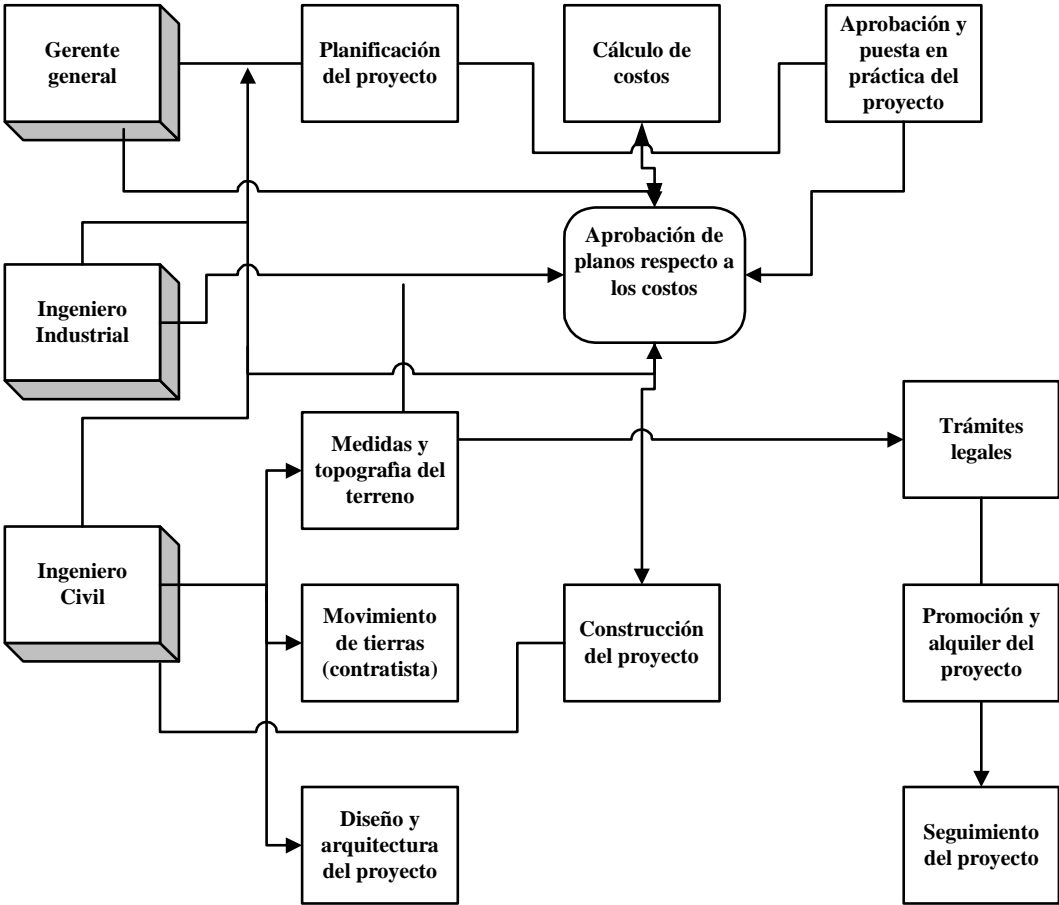 Gerente
general
Planificación
del proyecto
Cálculo de
costos
Aprobación y
puesta en
práctica del
proyecto
Aprobación de
planos respecto a
los costos
Ingeniero
Industrial
Medidas y
topografìa del
terreno
Trámites
legales
Ingeniero
Civil
Movimiento
de tierras
(contratista)
Construcción
del proyecto
Promoción y
alquiler del
proyecto
Diseño y
arquitectura
del proyecto
Seguimiento
del proyecto